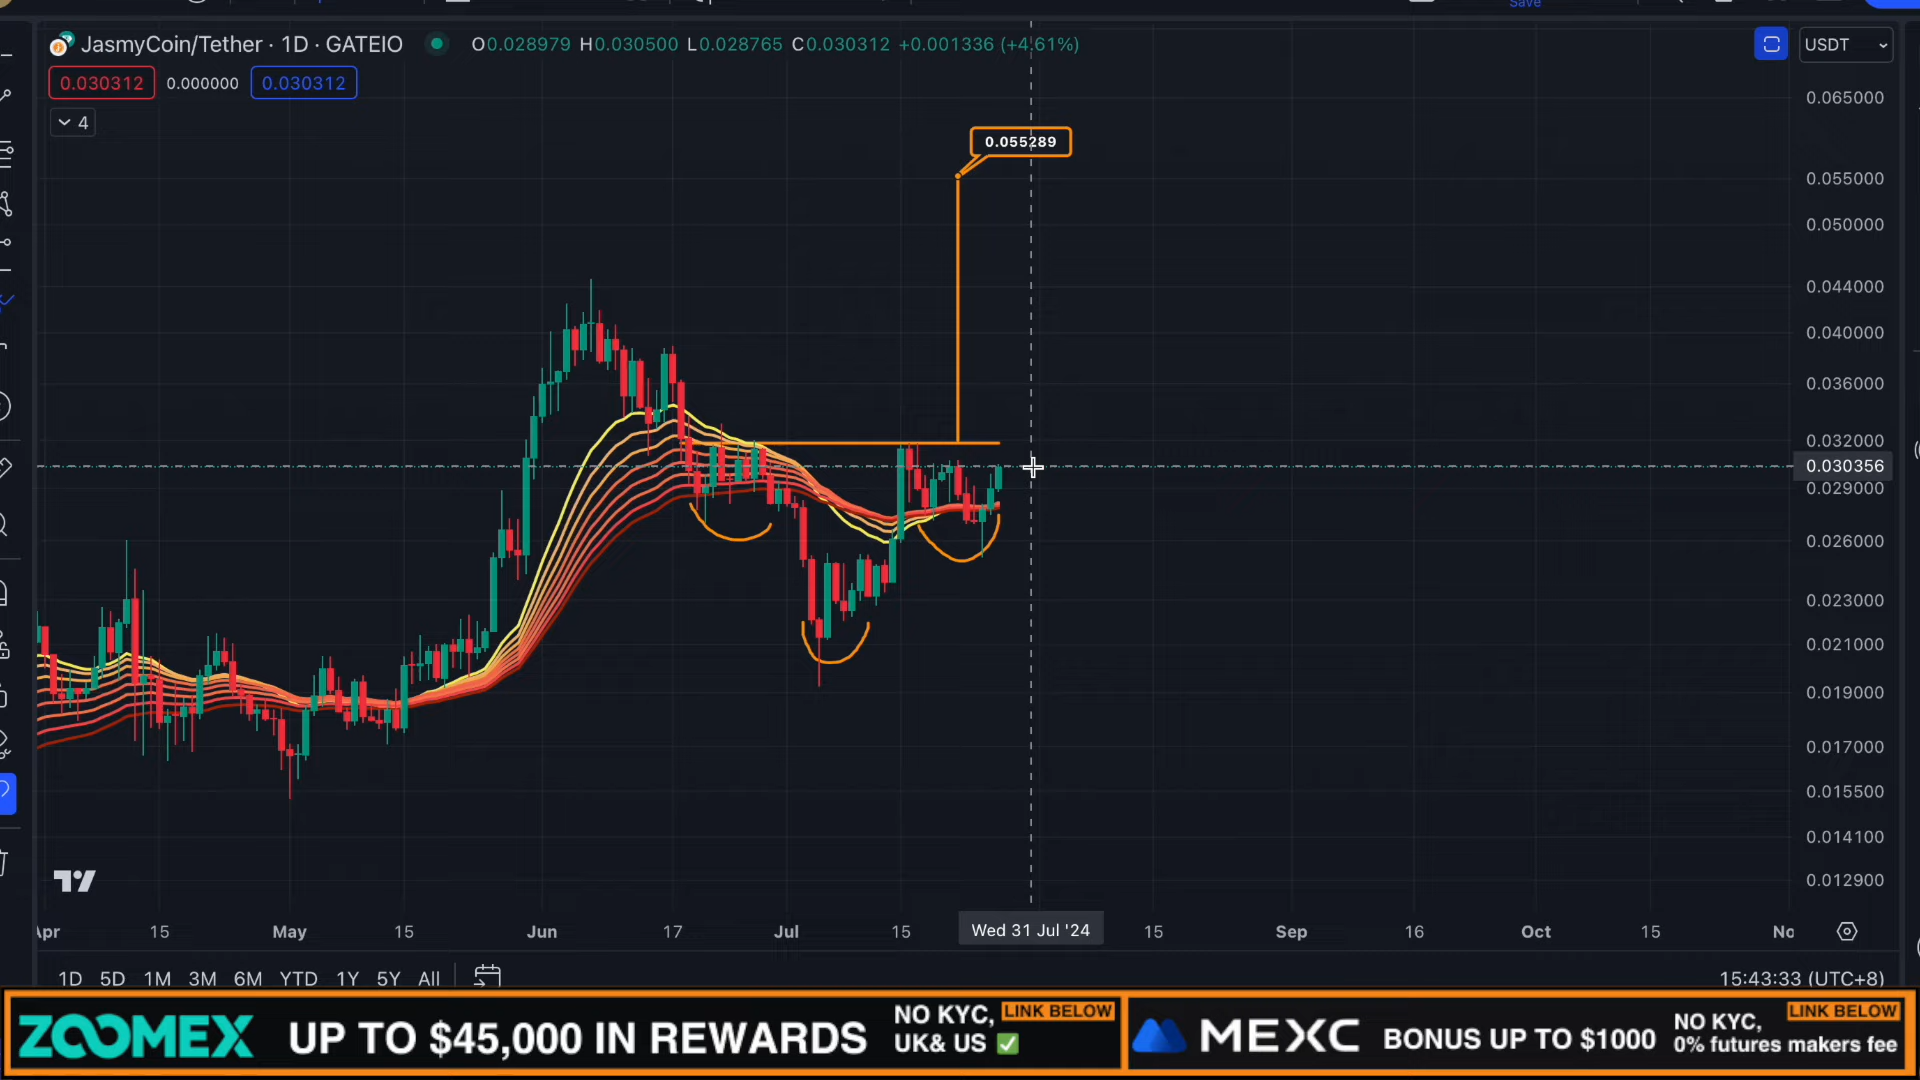 Save
JasmyCoin/Tether · 1D · GATEIO
O0.028979 H0.030500 L0.028765 C0.030312 +0.001336 (+4.61%)
USDT
0.030312
0.000000
0.030312
4
0.055289
0.065000
0.055000
0.050000
0.044000
0.040000
0.036000
0.032000
0.030356
0.029000
0.026000
0.023000
0.021000
0.019000
0.017000
0.015500
0.014100
0.012900
Apr 15 May 15 Jun 17 Jul 15 Wed 31 Jul '24 15 Sep 16 Oct 15 No
1D 5D 1M 3M 6M YTD 1Y 5Y All
15:43:33 (UTC+8)
ZOOMEX
UP TO $45,000 IN REWARDS
NO KYC,
UK& US ✅
LINK BELOW
MEXC
BONUS UP TO $1000
NO KYC,
0% futures makers fee
LINK BELOW